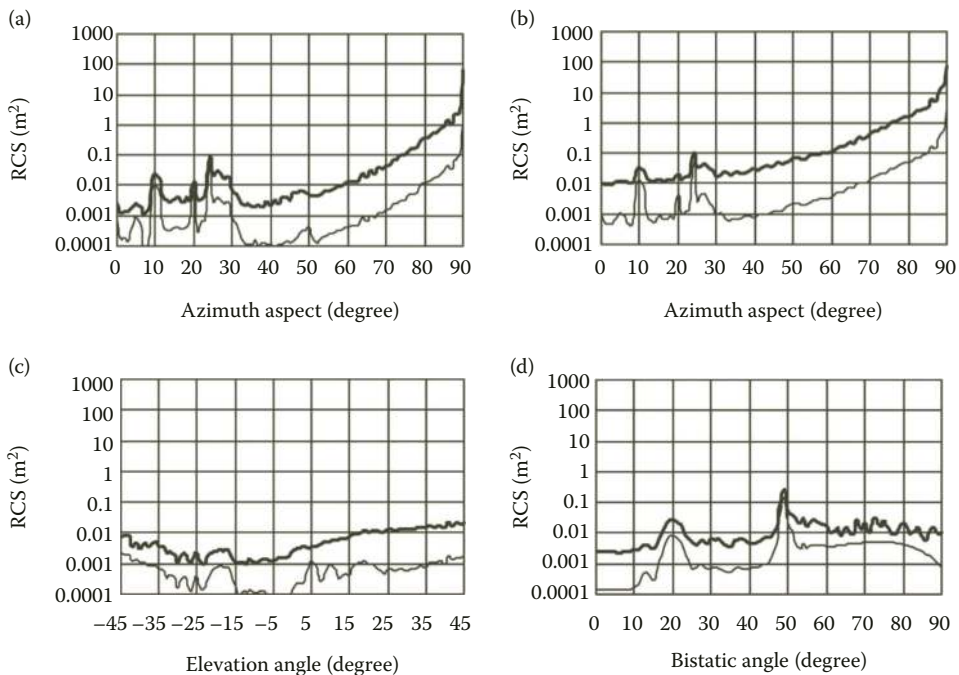 (a)
1000
100
10
1
0.1
0.01
0.001
0.0001
RCS (m²)
0 10 20 30 40 50 60 70 80 90
Azimuth aspect (degree)
(b)
1000
100
10
1
0.1
0.01
0.001
0.0001
RCS (m²)
0 10 20 30 40 50 60 70 80 90
Azimuth aspect (degree)
(c)
1000
100
10
1
0.1
0.01
0.001
0.0001
RCS (m²)
−45 −35 −25 −15 −5 5 15 25 35 45
Elevation angle (degree)
(d)
1000
100
10
1
0.1
0.01
0.001
0.0001
RCS (m²)
0 10 20 30 40 50 60 70 80 90
Bistatic angle (degree)